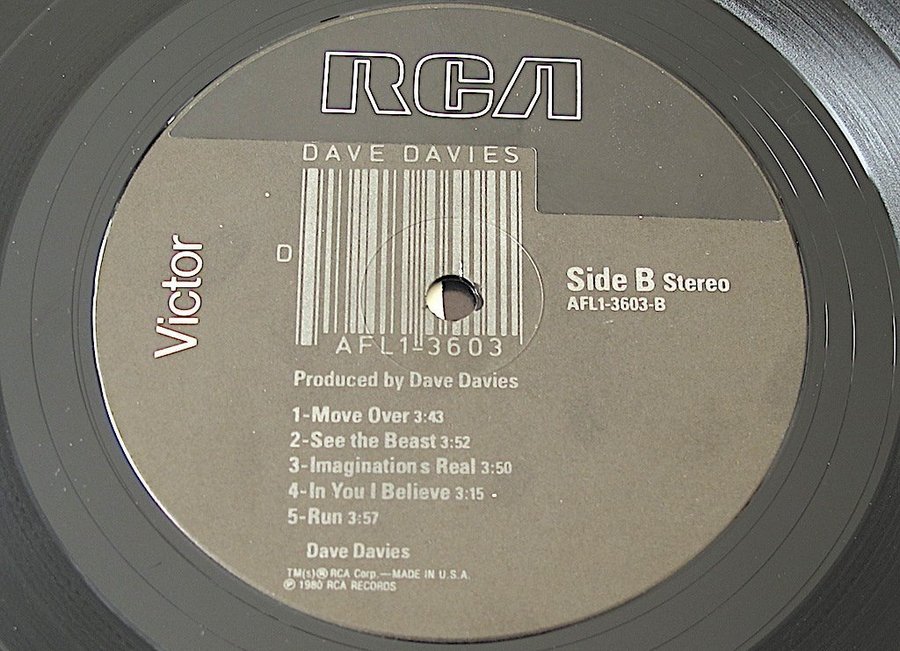 RCA
DAVE DAVIES
Victor
D
Side B Stereo
AFL1-3603-B
AFL1-3603
Produced by Dave Davies
1-Move Over 3:43
2-See the Beast 3:52
3-Imaginations Real 3:50
4-In You I Believe 3:15
5-Run 3:57
Dave Davies
TM(s)® RCA Corp.—MADE IN U.S.A.
℗ 1980 RCA RECORDS